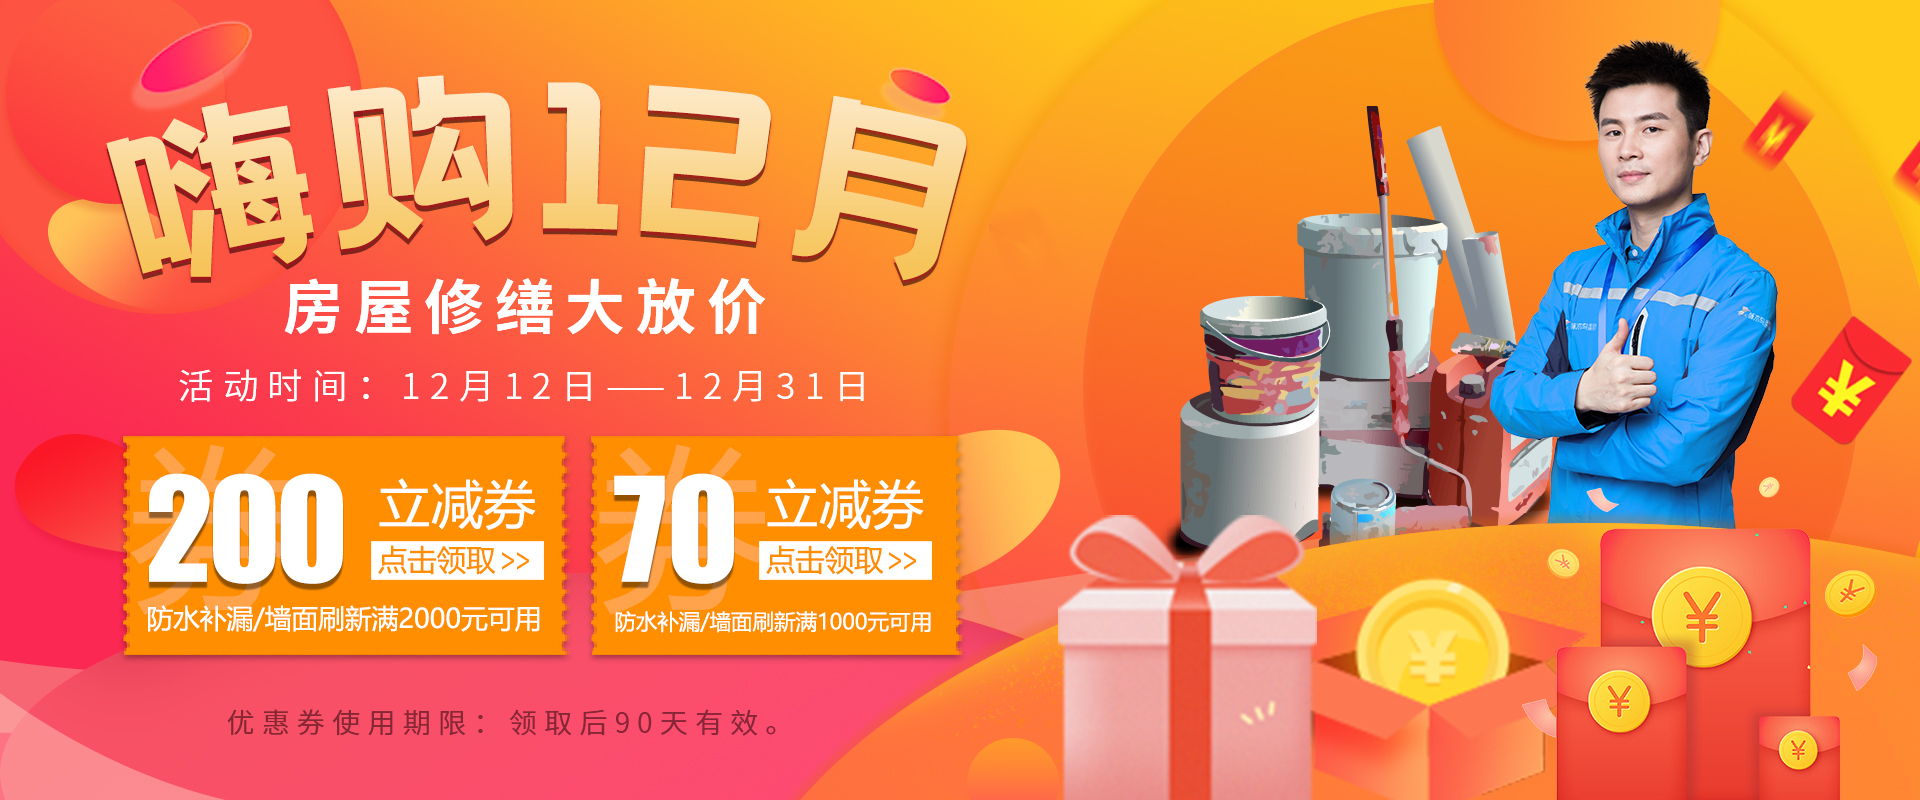 嗨购12月
房屋修缮大放价
活动时间：12月12日——12月31日
券
200
立减券
点击领取>>
防水补漏/墙面刷新满2000元可用
券
70
立减券
点击领取>>
防水补漏/墙面刷新满1000元可用
优惠券使用期限：领取后90天有效。
¥
¥
¥
¥
¥